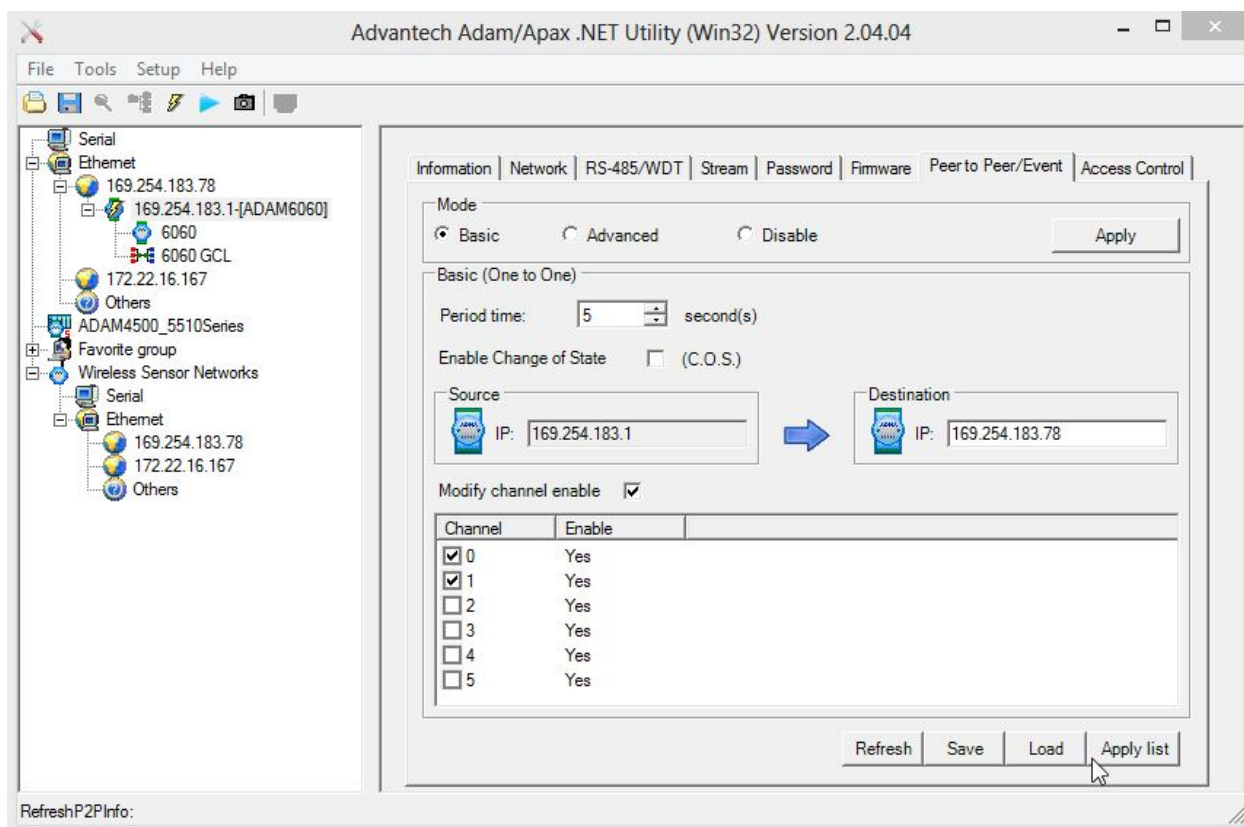 Advantech Adam/Apax .NET Utility (Win32) Version 2.04.04
File Tools Setup Help
Serial
Ethernet
169.254.183.78
169.254.183.1-[ADAM6060]
6060
6060 GCL
172.22.16.167
Others
ADAM4500_5510Series
Favorite group
Wireless Sensor Networks
Serial
Ethernet
169.254.183.78
172.22.16.167
Others
Information Network RS-485/WDT Stream Password Firmware Peer to Peer/Event Access Control
Mode
Basic Advanced Disable Apply
Basic (One to One)
Period time: 5 second(s)
Enable Change of State (C.O.S.)
Source Destination
IP: 169.254.183.1 IP: 169.254.183.78
Modify channel enable
Channel Enable
0 Yes
1 Yes
2 Yes
3 Yes
4 Yes
5 Yes
Refresh Save Load Apply list
RefreshP2PInfo: